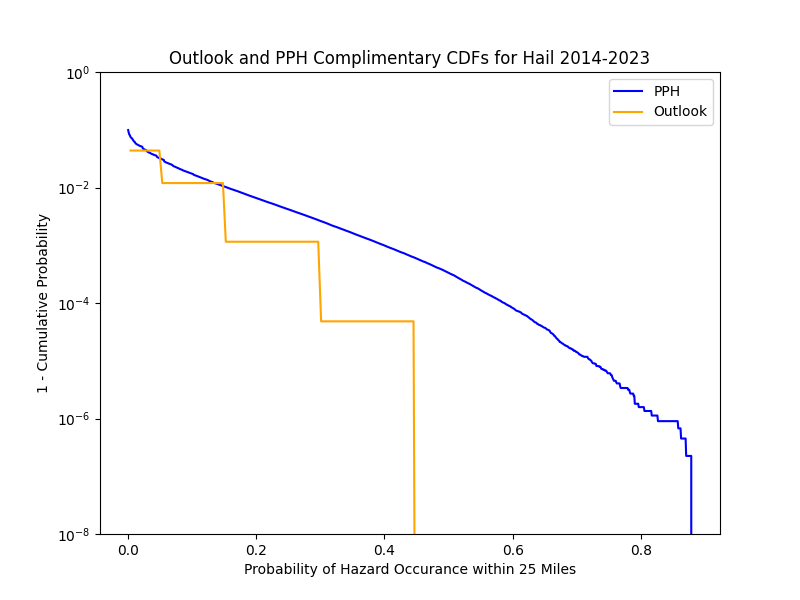 Outlook and PPH Complimentary CDFs for Hail 2014-2023
PPH
Outlook
1 - Cumulative Probability
10⁰
10⁻²
10⁻⁴
10⁻⁶
10⁻⁸
0.0
0.2
0.4
0.6
0.8
Probability of Hazard Occurance within 25 Miles